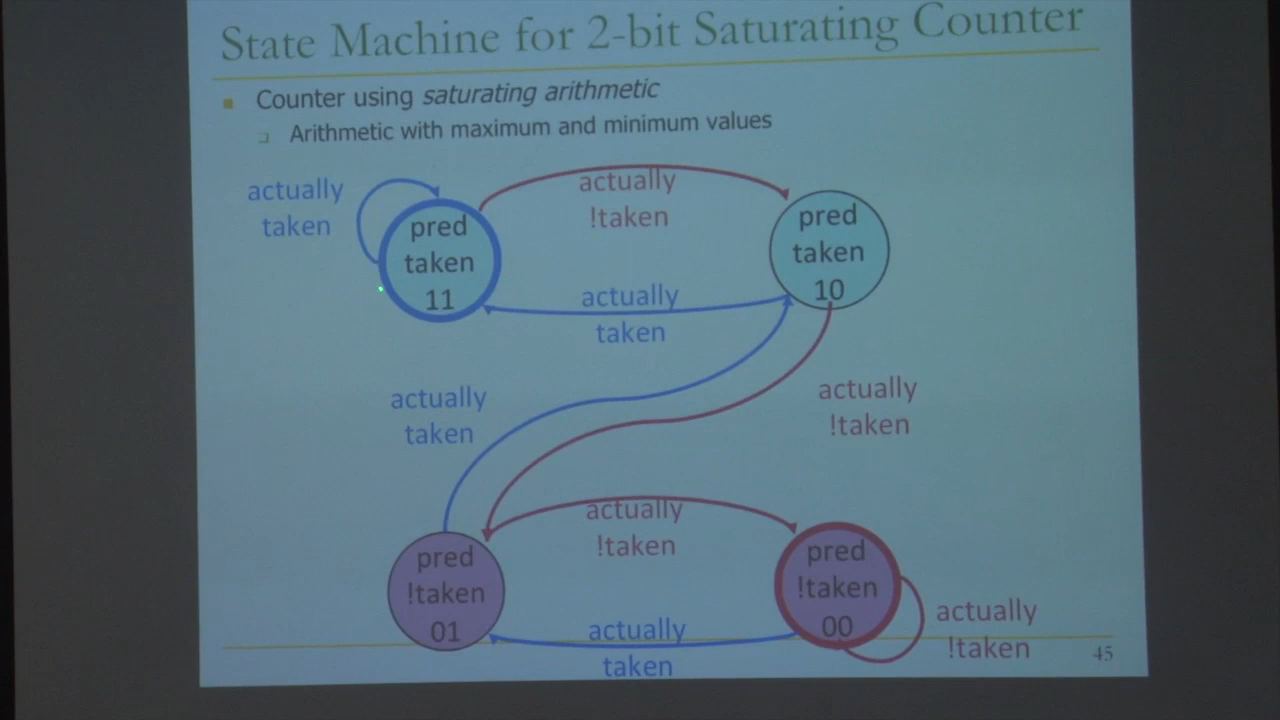 State Machine for 2-bit Saturating Counter
Counter using saturating arithmetic
Arithmetic with maximum and minimum values
actually
taken
pred
taken
11
actually
!taken
pred
taken
10
actually
taken
actually
taken
actually
!taken
actually
!taken
pred
!taken
01
pred
!taken
00
actually
taken
actually
!taken
45